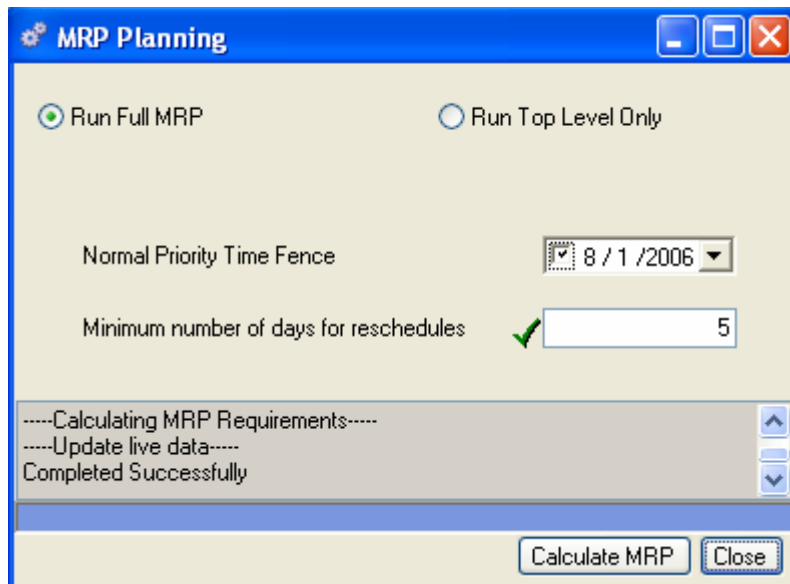 MRP Planning
Run Full MRP
Run Top Level Only
Normal Priority Time Fence
8 / 1 /2006
Minimum number of days for reschedules
5
-----Calculating MRP Requirements-----
-----Update live data-----
Completed Successfully
Calculate MRP
Close